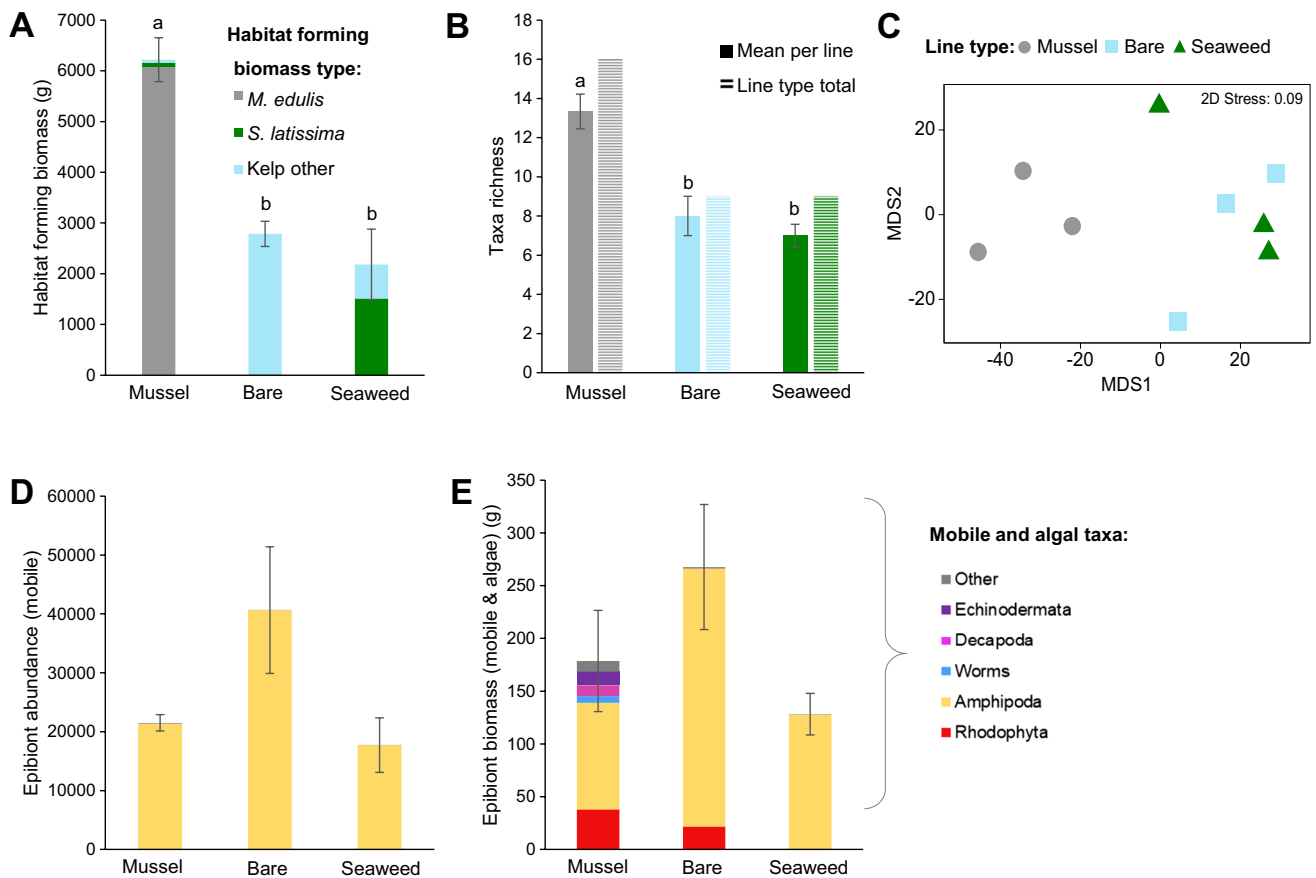 A
Habitat forming biomass (g)
7000
6000
5000
4000
3000
2000
1000
0
a
b
b
Mussel Bare Seaweed
Habitat forming
biomass type:
M. edulis
S. latissima
Kelp other
B
Taxa richness
18
16
14
12
10
8
6
4
2
0
a
b
b
Mussel Bare Seaweed
Mean per line
Line type total
C
Line type: Mussel Bare Seaweed
2D Stress: 0.09
MDS2
20
0
-20
-40 -20 0 20
MDS1
D
Epibiont abundance (mobile)
60000
50000
40000
30000
20000
10000
0
Mussel Bare Seaweed
E
Epibiont biomass (mobile & algae) (g)
350
300
250
200
150
100
50
0
Mussel Bare Seaweed
Mobile and algal taxa:
Other
Echinodermata
Decapoda
Worms
Amphipoda
Rhodophyta